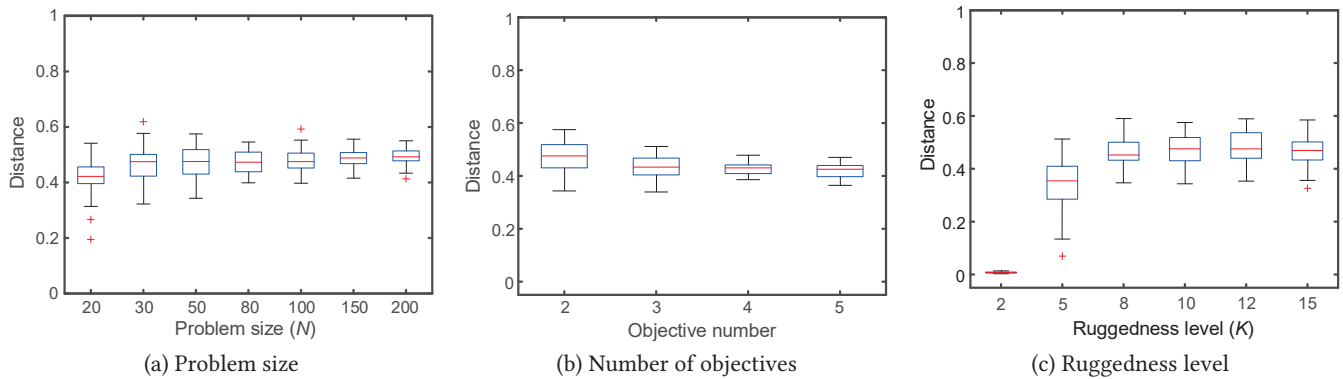 1
0.8
0.6
0.4
0.2
0
Distance
20 30 50 80 100 150 200
Problem size (N)
(a) Problem size
1
0.8
0.6
0.4
0.2
0
Distance
2 3 4 5
Objective number
(b) Number of objectives
1
0.8
0.6
0.4
0.2
0
Distance
2 5 8 10 12 15
Ruggedness level (K)
(c) Ruggedness level